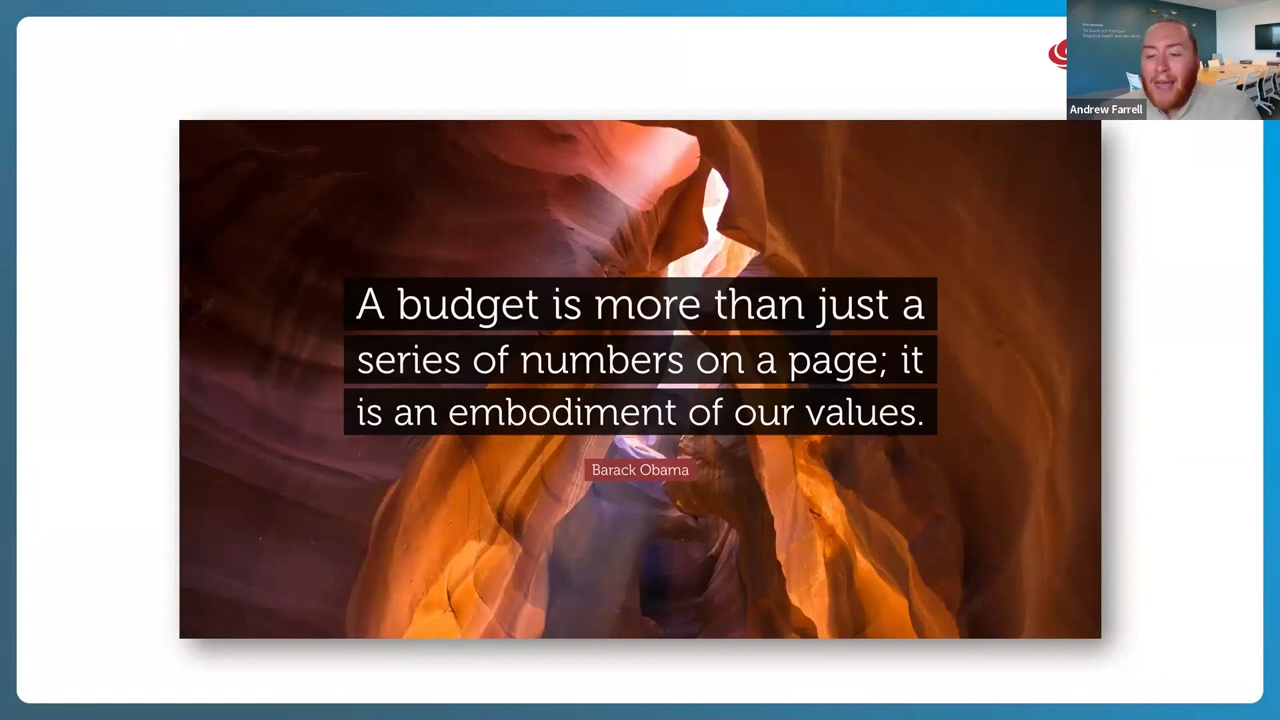 A budget is more than just a
series of numbers on a page; it
is an embodiment of our values.
Barack Obama
Andrew Farrell